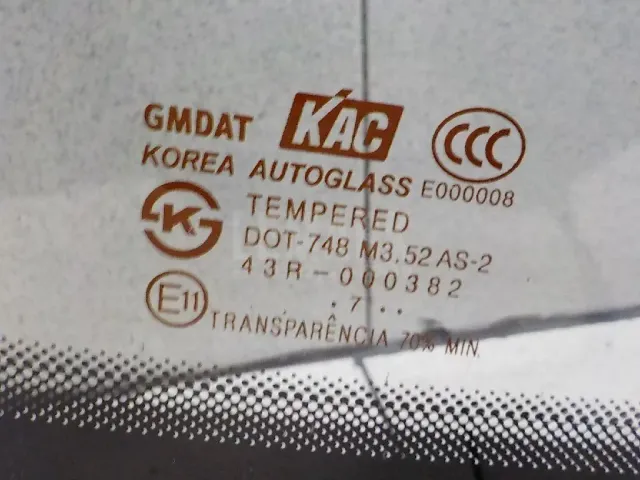 GMDAT KAC CCC
KOREA AUTOGLASS E000008
K S TEMPERED
DOT-748 M3.52 AS-2
43R-000382
E11 .7..
TRANSPARÊNCIA 70% MIN.